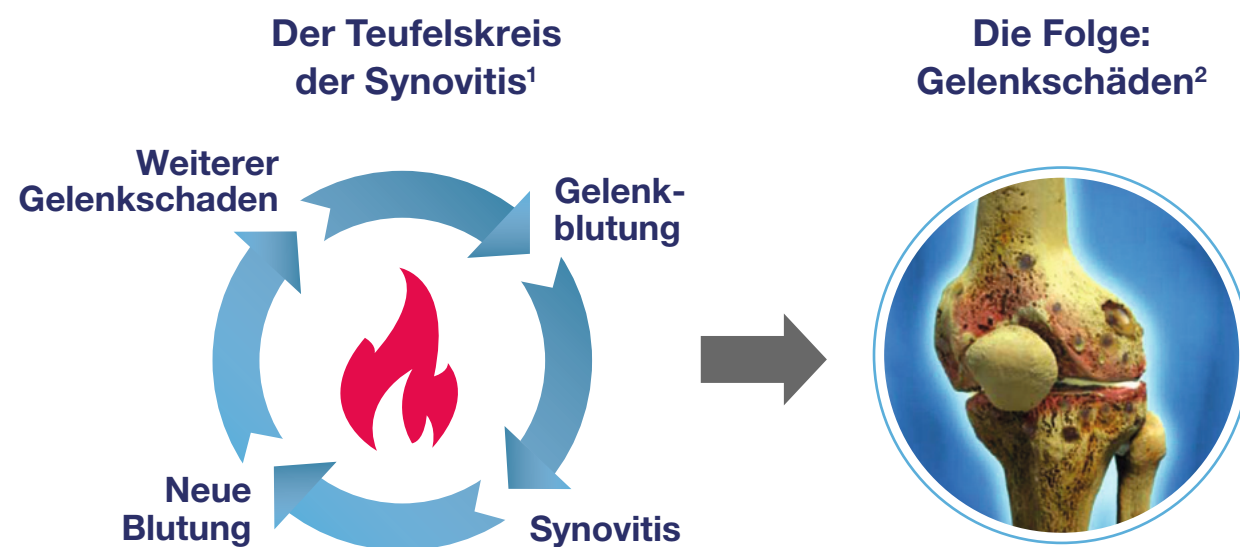 Der Teufelskreis
der Synovitis¹
Die Folge:
Gelenkschäden²
Weiterer
Gelenkschaden
Gelenk-
blutung
Neue
Blutung
Synovitis